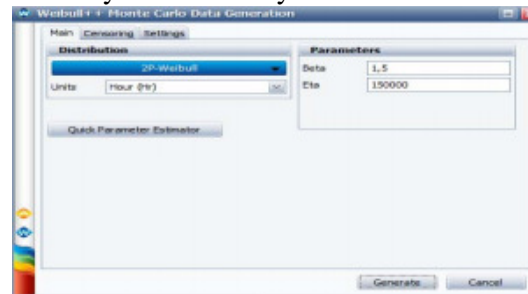 Weibull++ Monte Carlo Data Generation
Main Censoring Settings
Distribution
2P-Weibull
Units Hour (Hr)
Parameters
Beta 1,5
Eta 150000
Quick Parameter Estimator
Generate Cancel